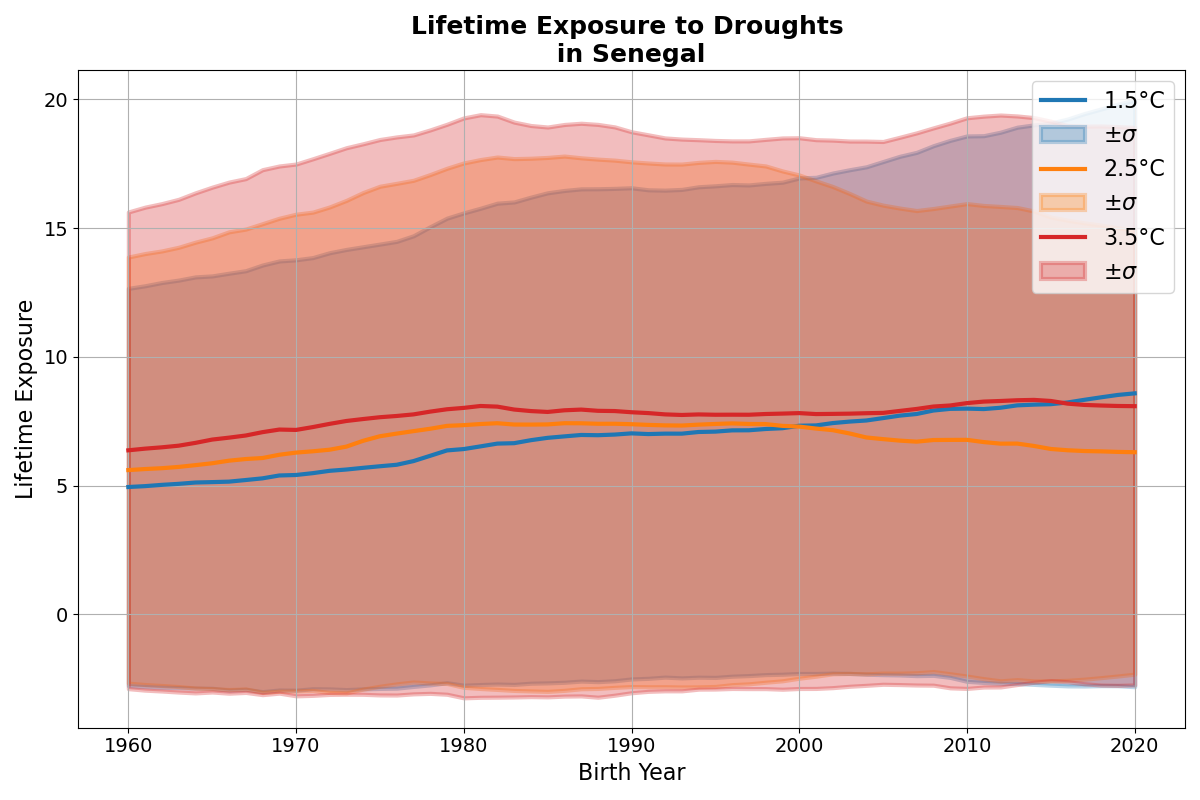 Lifetime Exposure to Droughts
in Senegal
20
15
10
5
0
Lifetime Exposure
1.5°C
±σ
2.5°C
±σ
3.5°C
±σ
1960
1970
1980
1990
2000
2010
2020
Birth Year